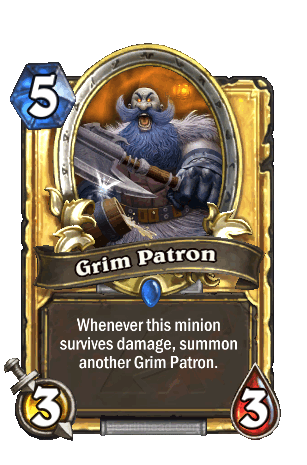 5
Grim Patron
Whenever this minion
survives damage, summon
another Grim Patron.
3 3